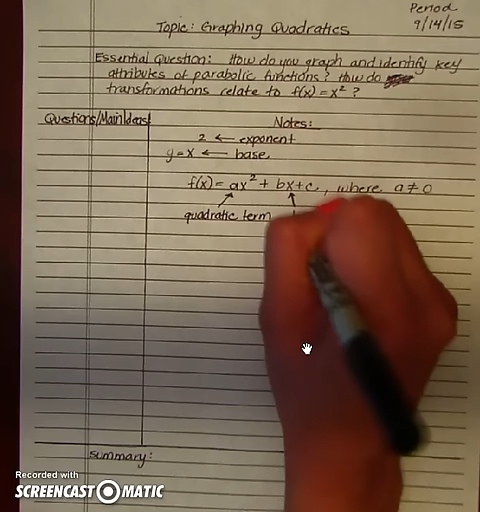 Period
9/14/15
Topic: Graphing Quadratics
Essential Question: How do you graph and identify key
attributes of parabolic functions? How do
transformations relate to f(x) = x² ?
Questions/Main Ideas
Notes:
2 ← exponent
y = x ← base
f(x) = ax² + bx + c, where a ≠ 0
quadratic term
Summary:
Recorded with
SCREENCAST-O-MATIC